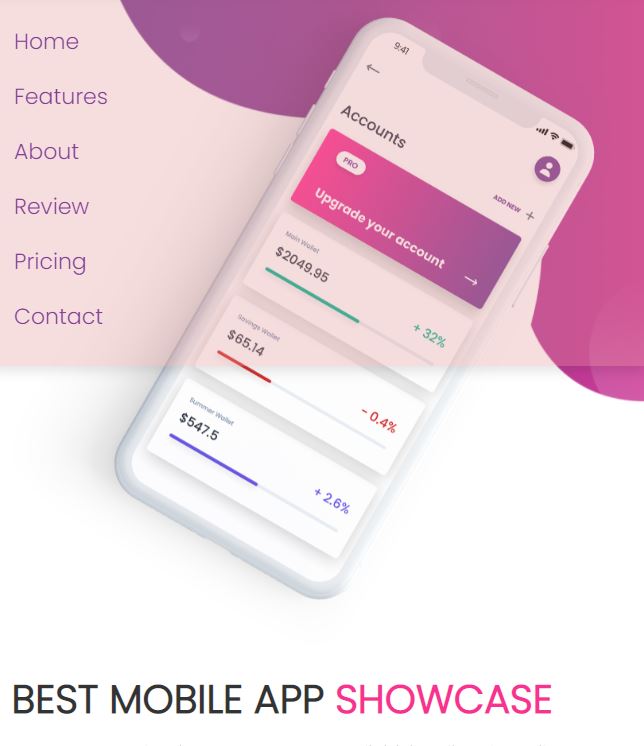 Home
Features
About
Review
Pricing
Contact
9:41
Accounts
ADD NEW +
PRO
Upgrade your account
Main Wallet
$2049.95
+ 32%
Savings Wallet
$65.14
- 0.4%
Summer Wallet
$547.5
+ 2.6%
BEST MOBILE APP SHOWCASE